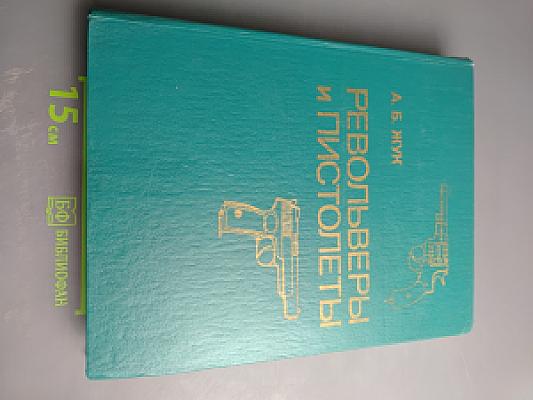 А. Б. ЖУК
РЕВОЛЬВЕРЫ
И ПИСТОЛЕТЫ
15 см
БФ БИБЛИОФАН